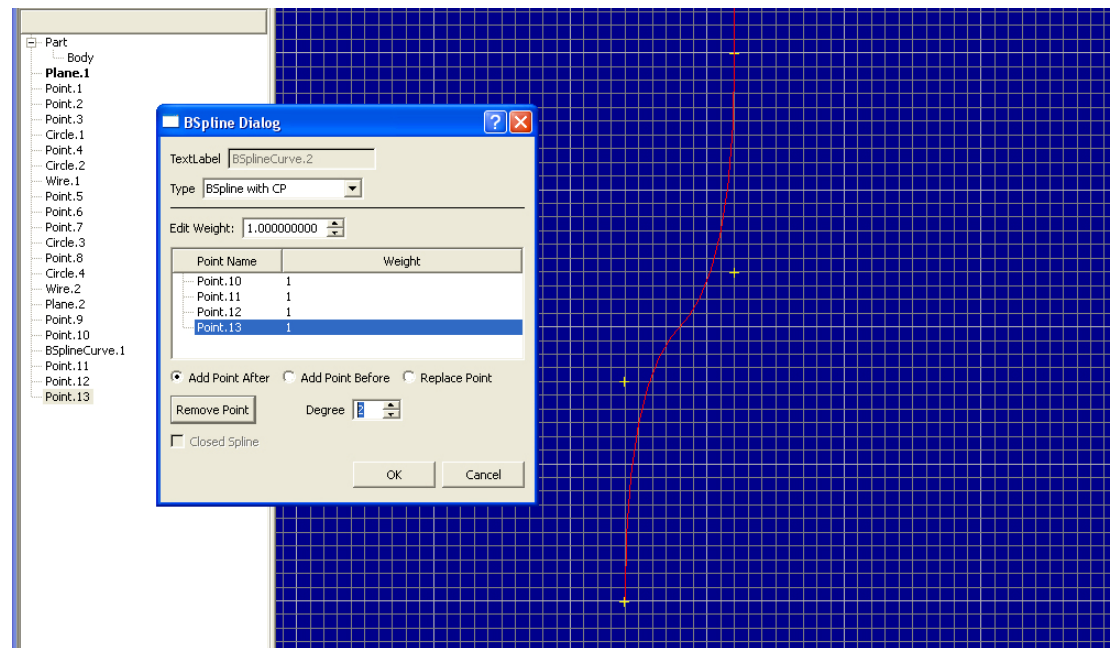 Part
Body
Plane.1
Point.1
Point.2
Point.3
Circle.1
Point.4
Circle.2
Wire.1
Point.5
Point.6
Point.7
Circle.3
Point.8
Circle.4
Wire.2
Plane.2
Point.9
Point.10
BSplineCurve.1
Point.11
Point.12
Point.13
BSpline Dialog
TextLabel BSplineCurve.2
Type BSpline with CP
Edit Weight: 1.000000000
Point Name Weight
Point.10 1
Point.11 1
Point.12 1
Point.13 1
Add Point After Add Point Before Replace Point
Remove Point Degree 2
Closed Spline
OK Cancel